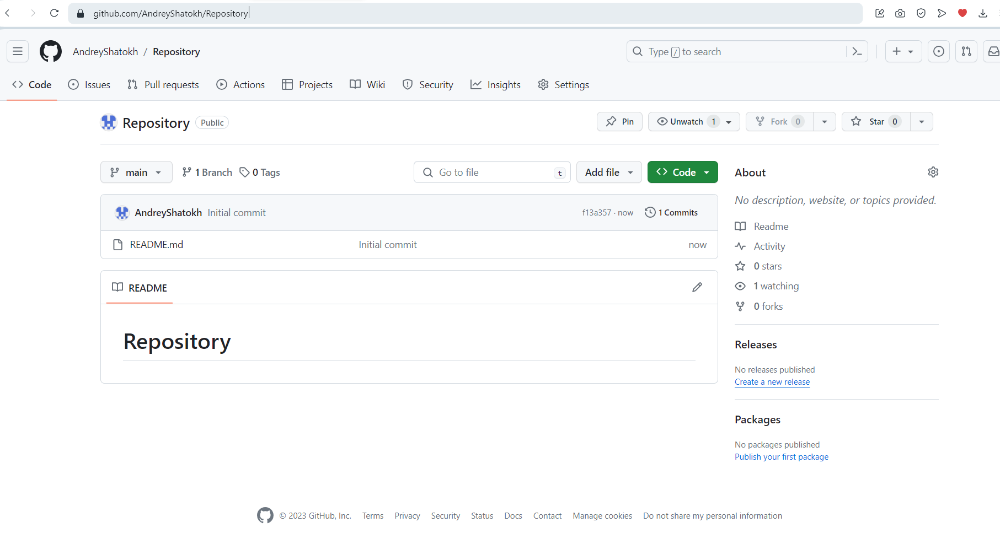 github.com/AndreyShatokh/Repository
AndreyShatokh / Repository
Type / to search
Code Issues Pull requests Actions Projects Wiki Security Insights Settings
Repository Public
Pin Unwatch 1 Fork 0 Star 0
main 1 Branch 0 Tags Go to file t Add file Code
AndreyShatokh Initial commit f13a357 · now 1 Commits
README.md Initial commit now
README
Repository
About
No description, website, or topics provided.
Readme
Activity
0 stars
1 watching
0 forks
Releases
No releases published
Create a new release
Packages
No packages published
Publish your first package
© 2023 GitHub, Inc. Terms Privacy Security Status Docs Contact Manage cookies Do not share my personal information